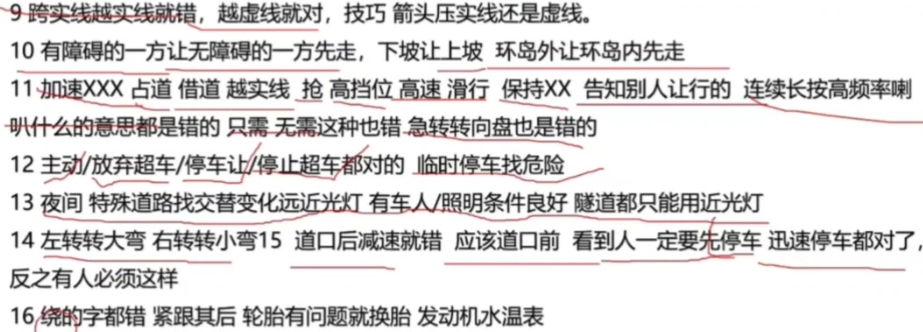 9 跨实线越实线就错，越虚线就对，技巧 箭头压实线还是虚线。
10 有障碍的一方让无障碍的一方先走，下坡让上坡 环岛外让环岛内先走
11 加速XXX 占道 借道 越实线 抢 高挡位 高速 滑行 保持XX 告知别人让行的 连续长按高频率喇
叭什么的意思都是错的 只需 无需这种也错 急转转向盘也是错的
12 主动/放弃超车/停车让/停止超车都对的 临时停车找危险
13 夜间 特殊道路找交替变化远近光灯 有车人/照明条件良好 隧道都只能用近光灯
14 左转转大弯 右转转小弯15 道口后减速就错 应该道口前 看到人一定要先停车 迅速停车都对了，
反之有人必须这样
16 绕的字都错 紧跟其后 轮胎有问题就换胎 发动机水温表